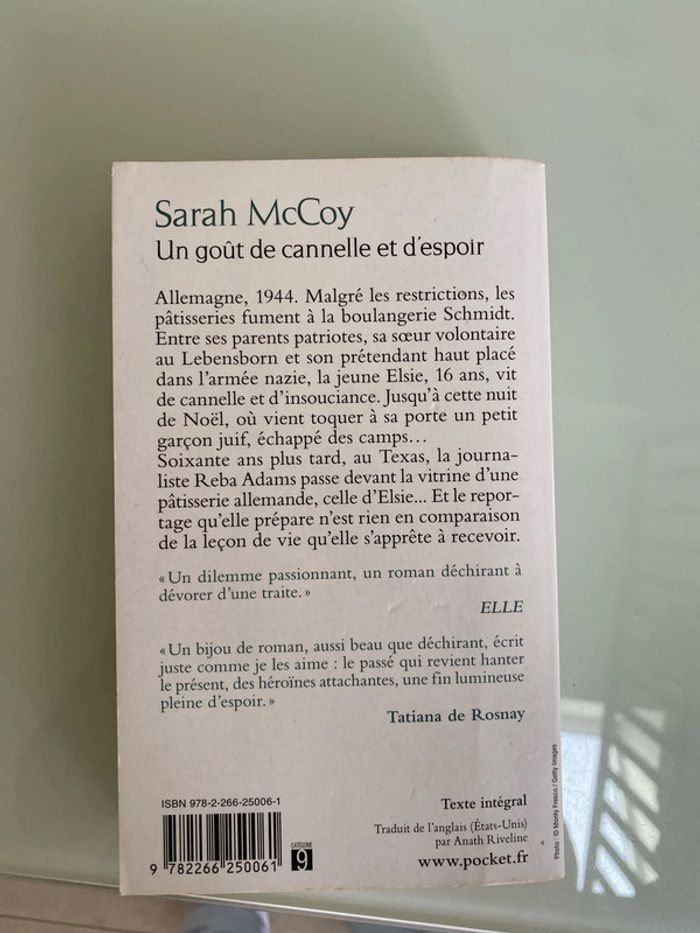 Sarah McCoy
Un goût de cannelle et d'espoir
Allemagne, 1944. Malgré les restrictions, les
pâtisseries fument à la boulangerie Schmidt.
Entre ses parents patriotes, sa sœur volontaire
au Lebensborn et son prétendant haut placé
dans l'armée nazie, la jeune Elsie, 16 ans, vit
de cannelle et d'insouciance. Jusqu'à cette nuit
de Noël, où vient toquer à sa porte un petit
garçon juif, échappé des camps...
Soixante ans plus tard, au Texas, la journa-
liste Reba Adams passe devant la vitrine d'une
pâtisserie allemande, celle d'Elsie... Et le repor-
tage qu'elle prépare n'est rien en comparaison
de la leçon de vie qu'elle s'apprête à recevoir.
« Un dilemme passionnant, un roman déchirant à
dévorer d'une traite. »
ELLE
« Un bijou de roman, aussi beau que déchirant, écrit
juste comme je les aime : le passé qui revient hanter
le présent, des héroïnes attachantes, une fin lumineuse
pleine d'espoir. »
Tatiana de Rosnay
ISBN 978-2-266-25006-1
9 782266 250061
CATÉGORIE
9
Texte intégral
Traduit de l'anglais (États-Unis)
par Anath Riveline
www.pocket.fr
Photo : © Monty Fresco / Getty Images